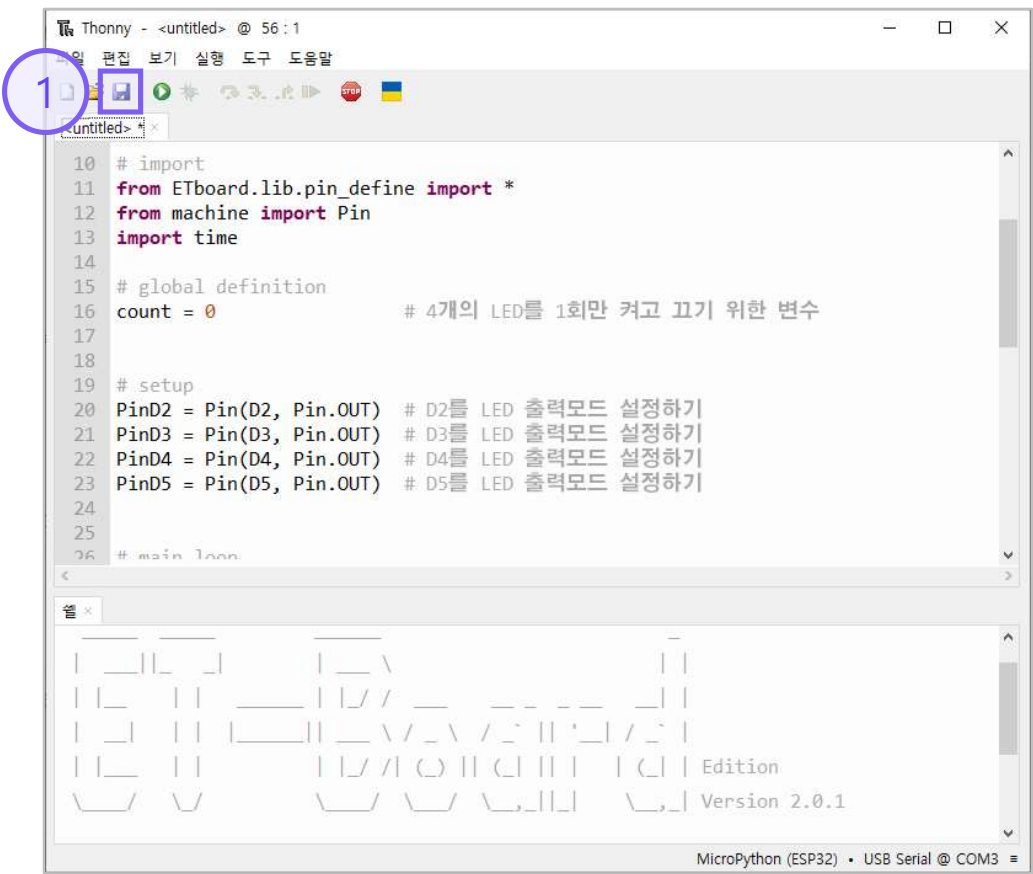 Thonny - <untitled> @ 56 : 1
파일 편집 보기 실행 도구 도움말
1
STOP
<untitled> *
10 # import
11 from ETboard.lib.pin_define import *
12 from machine import Pin
13 import time
14
15 # global definition
16 count = 0 # 4개의 LED를 1회만 켜고 끄기 위한 변수
17
18
19 # setup
20 PinD2 = Pin(D2, Pin.OUT) # D2를 LED 출력모드 설정하기
21 PinD3 = Pin(D3, Pin.OUT) # D3를 LED 출력모드 설정하기
22 PinD4 = Pin(D4, Pin.OUT) # D4를 LED 출력모드 설정하기
23 PinD5 = Pin(D5, Pin.OUT) # D5를 LED 출력모드 설정하기
24
25
26 # main loop
쉘
ET-Board
Edition
Version 2.0.1
MicroPython (ESP32) • USB Serial @ COM3 ≡